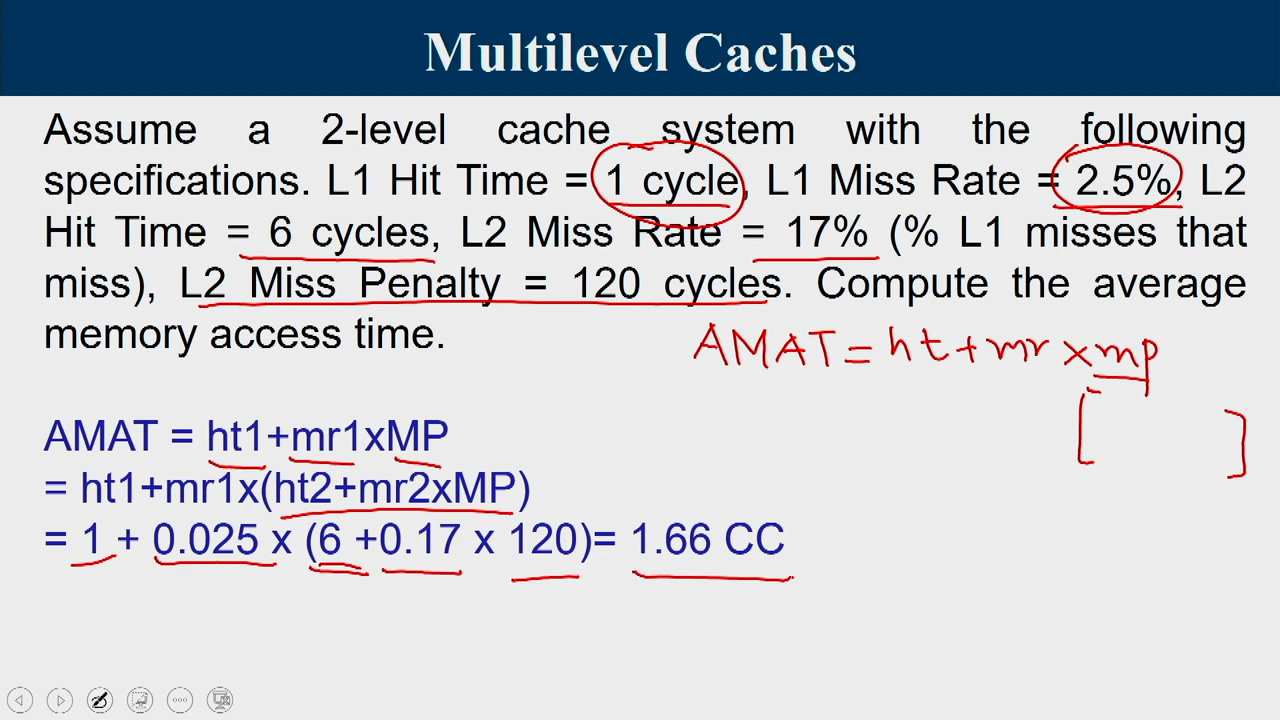 Multilevel Caches
Assume a 2-level cache system with the following
specifications. L1 Hit Time = 1 cycle, L1 Miss Rate = 2.5%, L2
Hit Time = 6 cycles, L2 Miss Rate = 17% (% L1 misses that
miss), L2 Miss Penalty = 120 cycles. Compute the average
memory access time.
AMAT = ht + mr × mp
[ ]
AMAT = ht1+mr1xMP
= ht1+mr1x(ht2+mr2xMP)
= 1 + 0.025 x (6 +0.17 x 120)= 1.66 CC